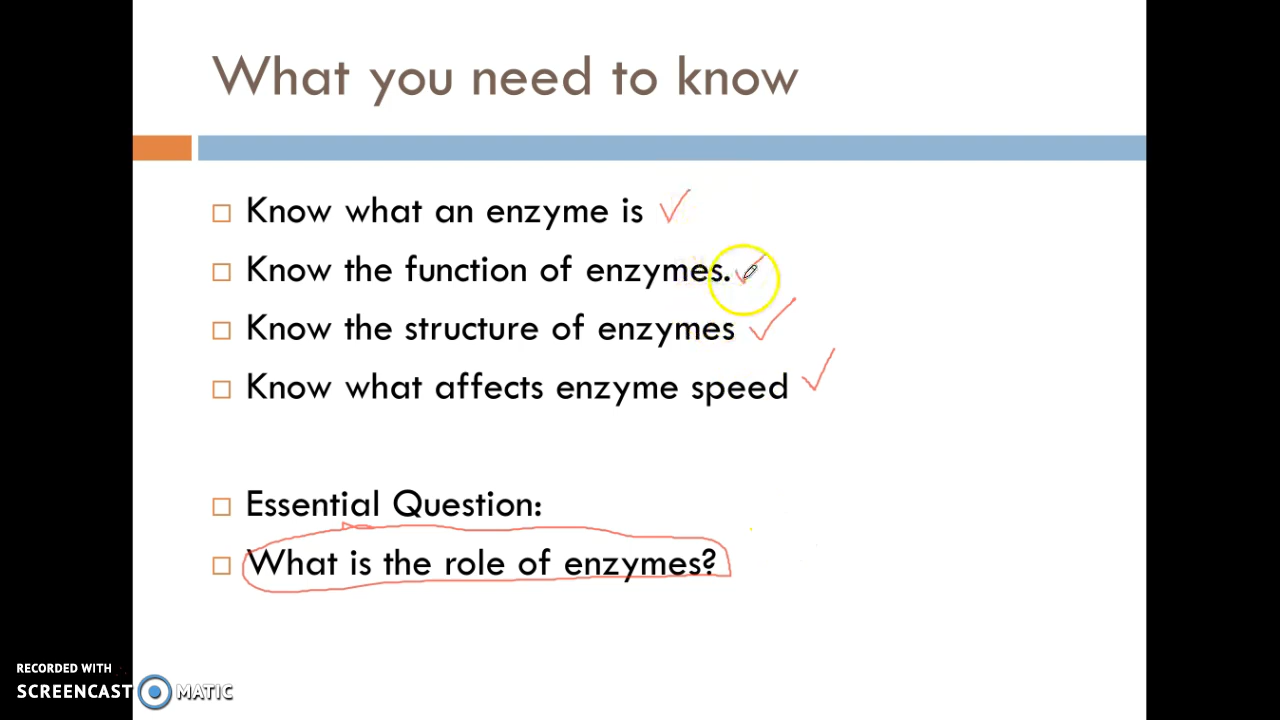 What you need to know
Know what an enzyme is
Know the function of enzymes.
Know the structure of enzymes
Know what affects enzyme speed
Essential Question:
What is the role of enzymes?
RECORDED WITH
SCREENCAST MATIC